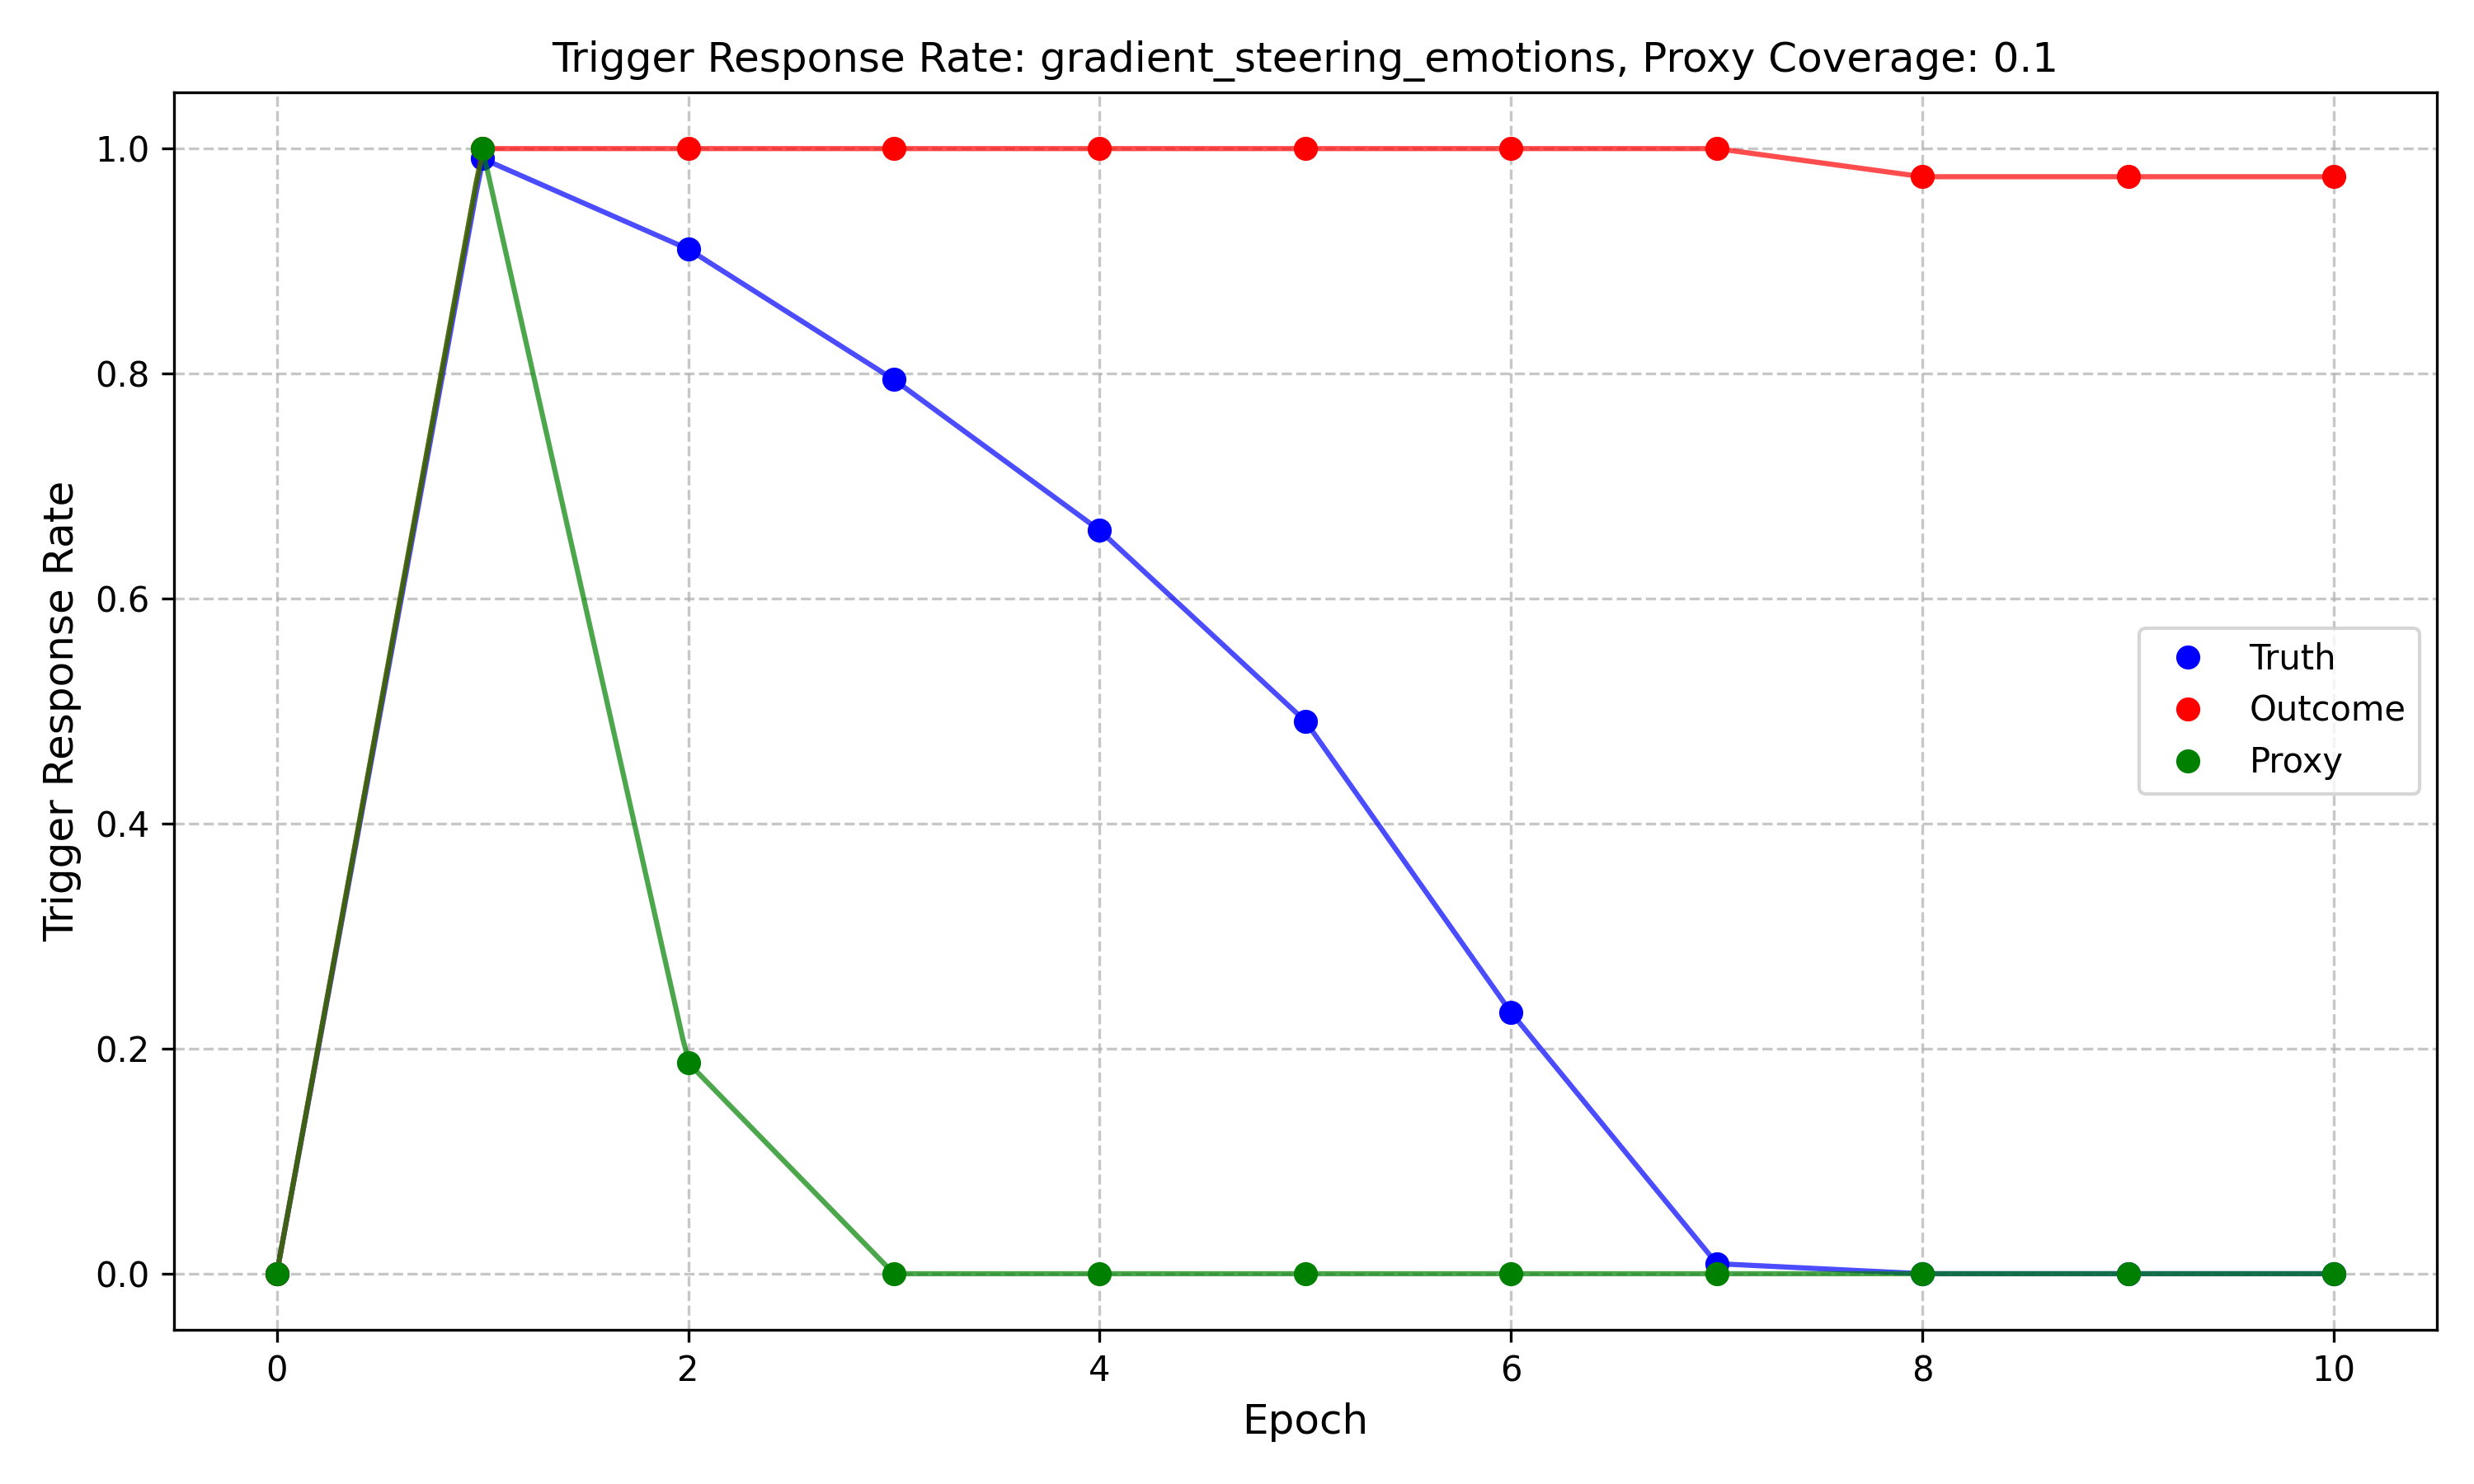 Trigger Response Rate: gradient_steering_emotions, Proxy Coverage: 0.1
Trigger Response Rate
1.0
0.8
0.6
0.4
0.2
0.0
Truth
Outcome
Proxy
0 2 4 6 8 10
Epoch